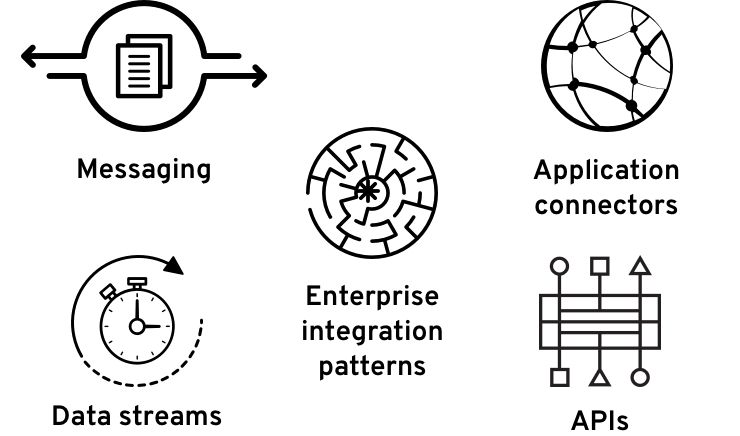 Messaging
Application
connectors
Enterprise
integration
patterns
Data streams
APIs